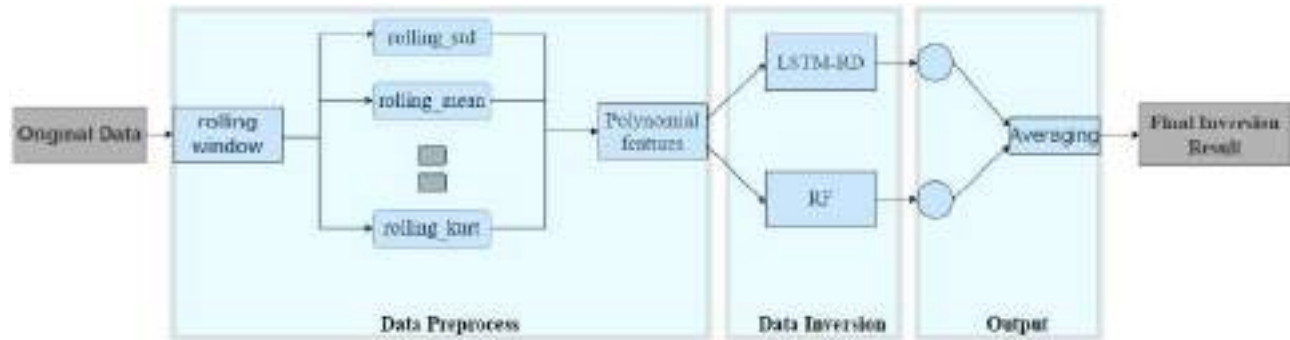 rolling_std
LSTM-RD
rolling_mean
Original Data
rolling
window
Polynomial
features
Averaging
Final Inversion
Result
RF
rolling_kurt
Data Preprocess
Data Inversion
Output